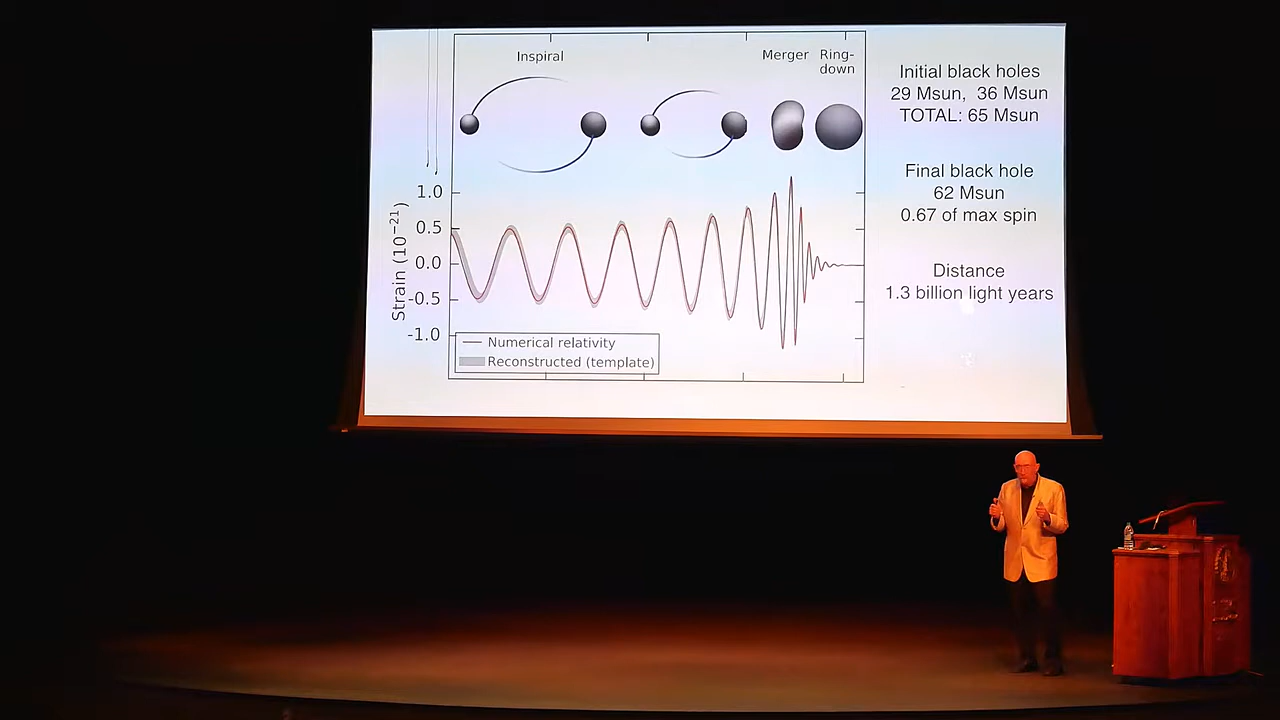 Inspiral
Merger
Ring-
down
1.0
0.5
0.0
-0.5
-1.0
Strain (10⁻²¹)
Numerical relativity
Reconstructed (template)
Initial black holes
29 Msun, 36 Msun
TOTAL: 65 Msun
Final black hole
62 Msun
0.67 of max spin
Distance
1.3 billion light years